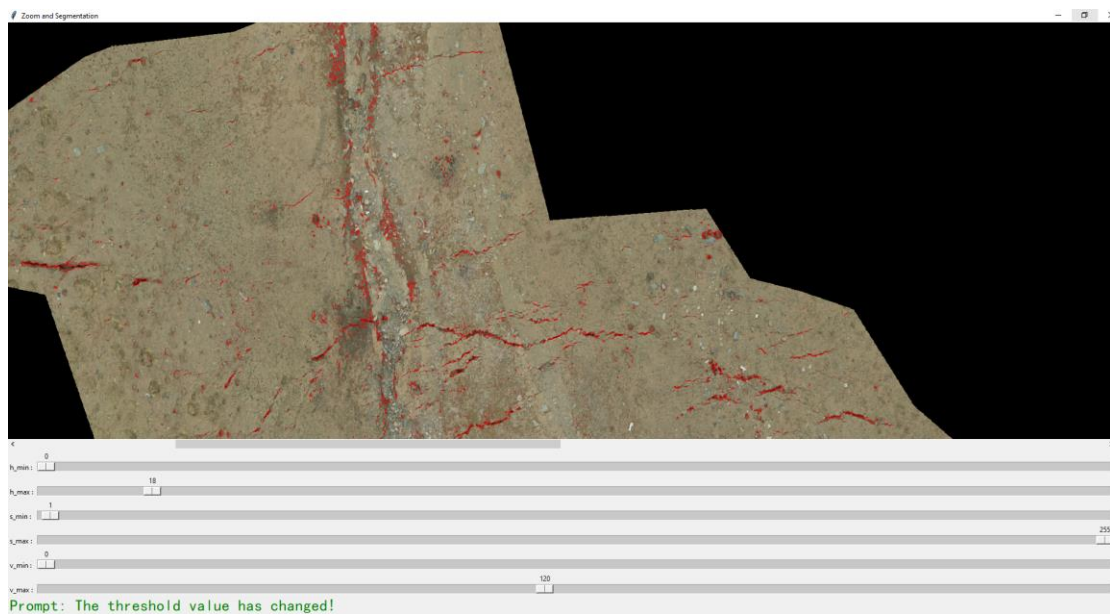 Zoom and Segmentation
0
h_min :
18
h_max :
1
s_min :
255
s_max :
0
v_min :
120
v_max :
Prompt: The threshold value has changed!